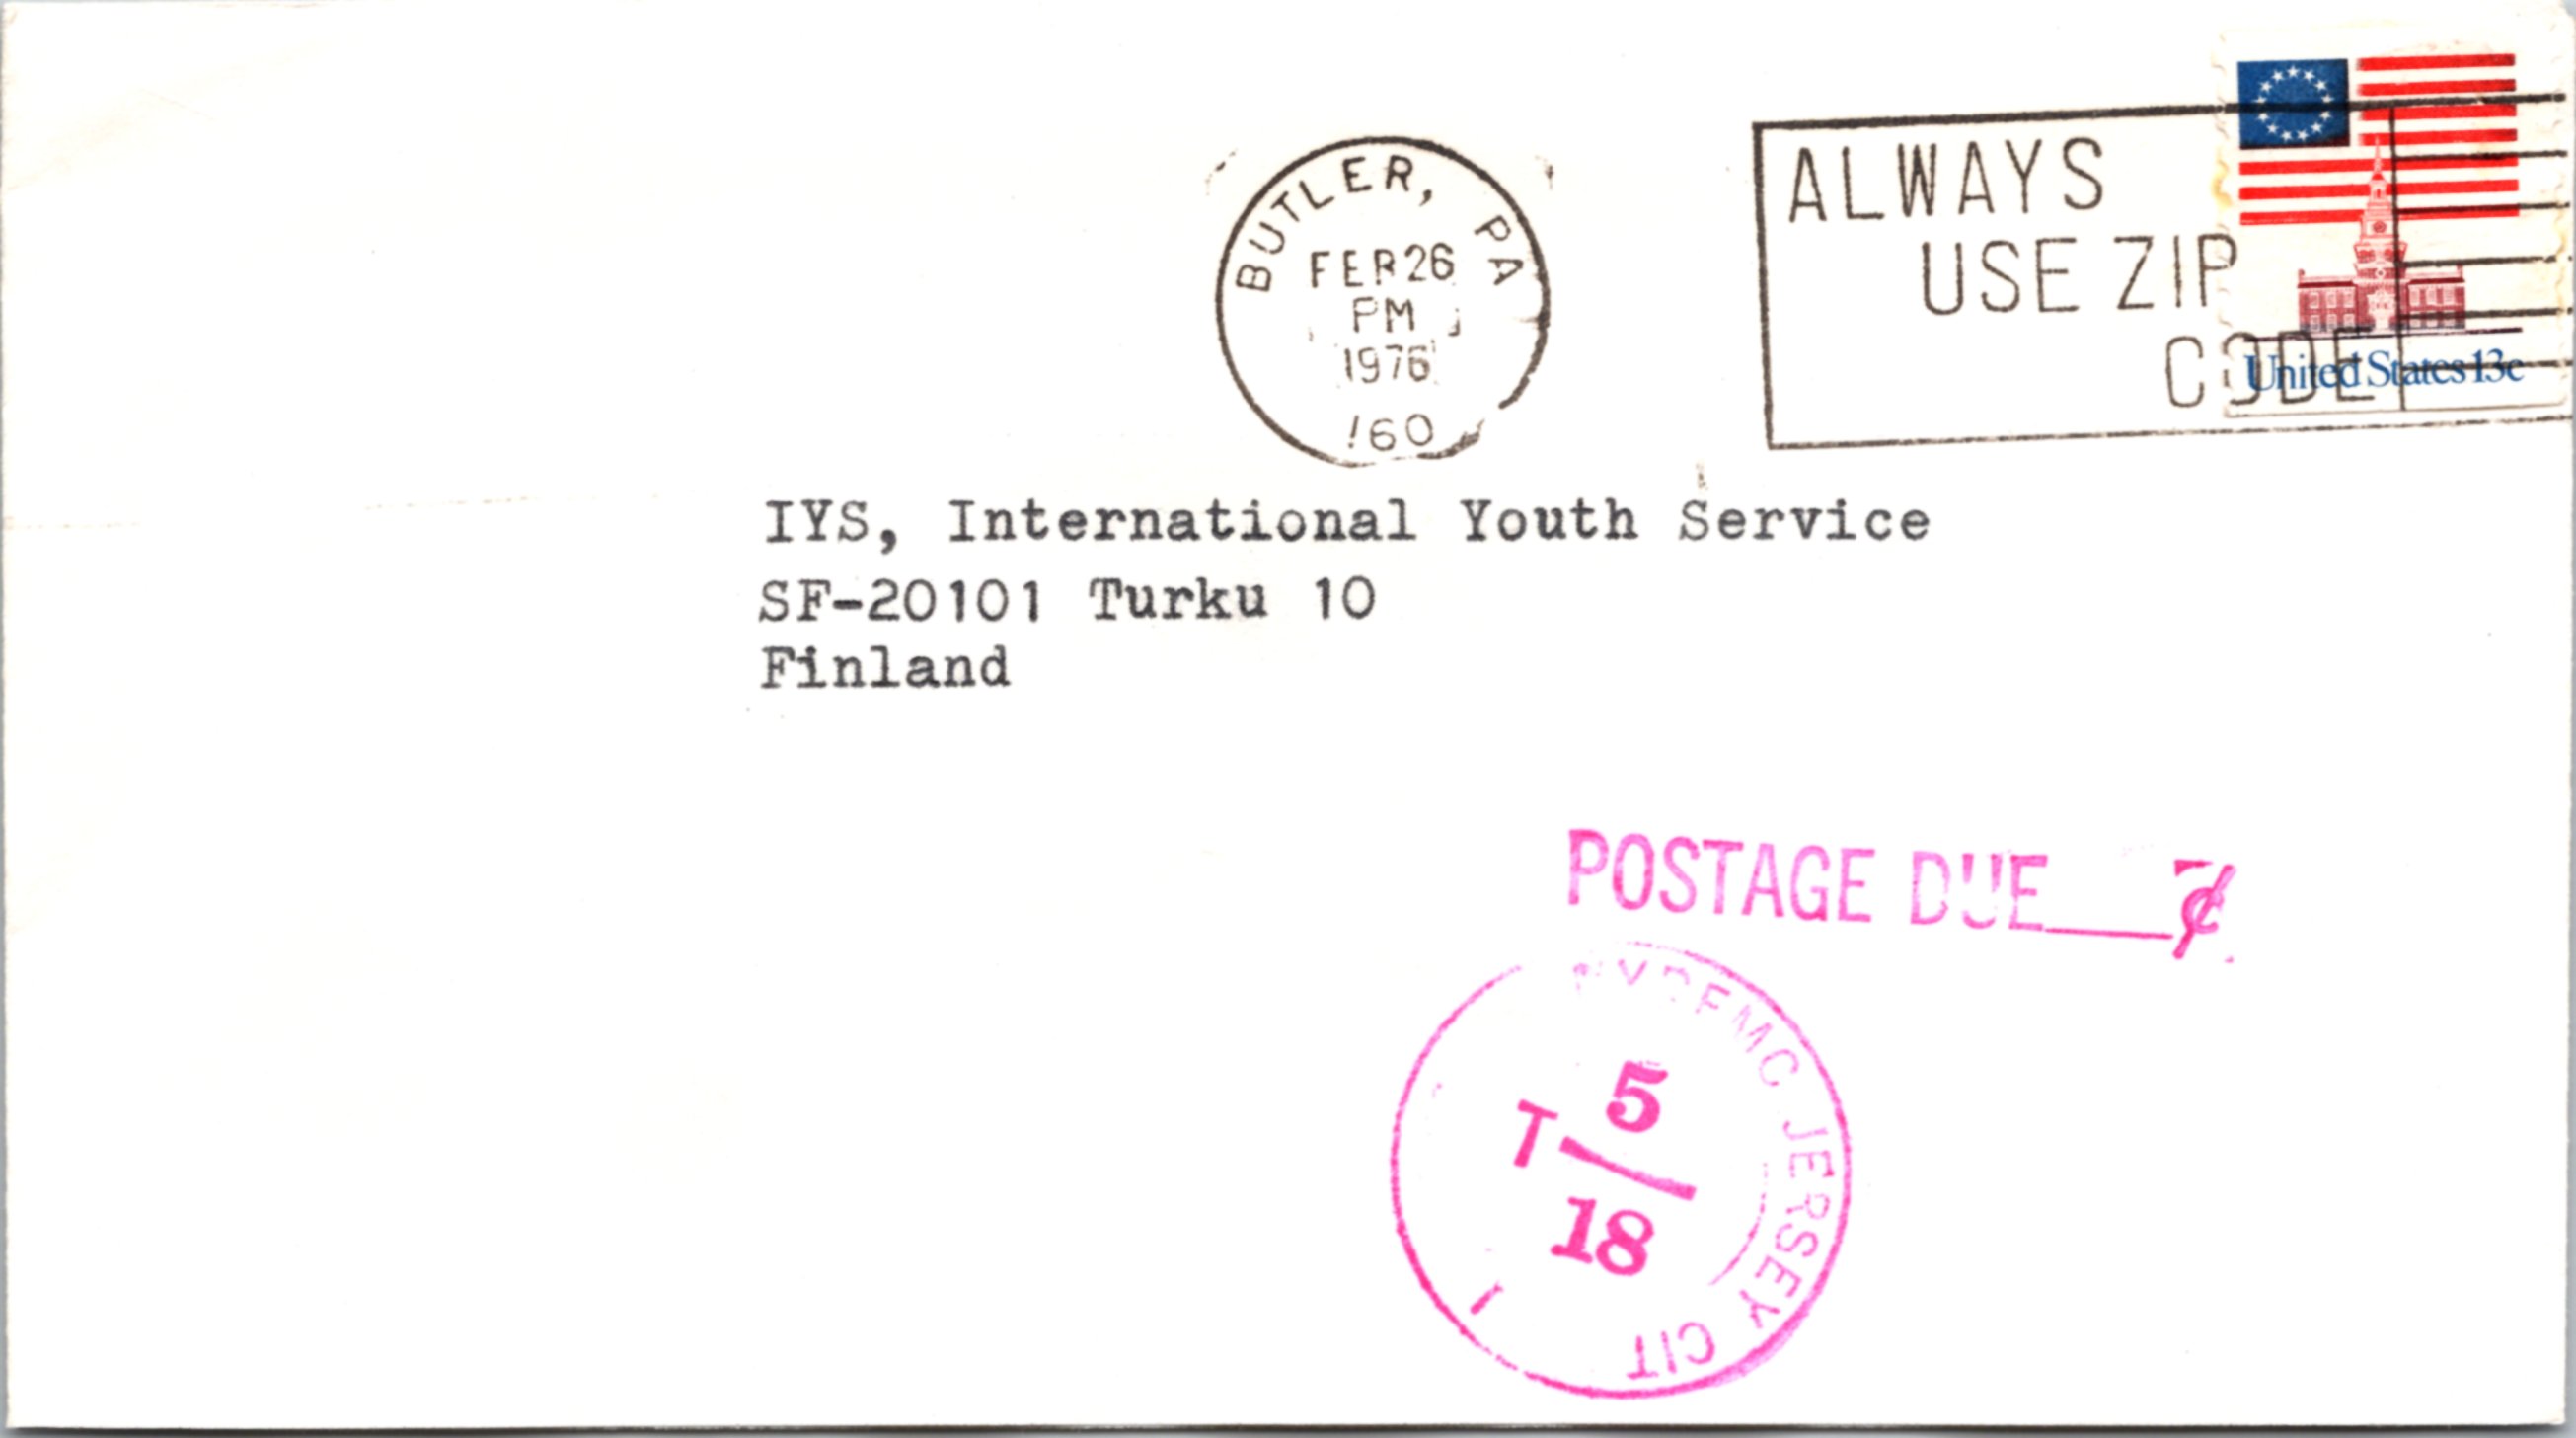 BUTLER, PA
FEB 26
PM
1976
160
ALWAYS
USE ZIP
CODE
United States 13c
IYS, International Youth Service
SF-20101 Turku 10
Finland
POSTAGE DUE 7¢
JERSEY CIT
T 5
18